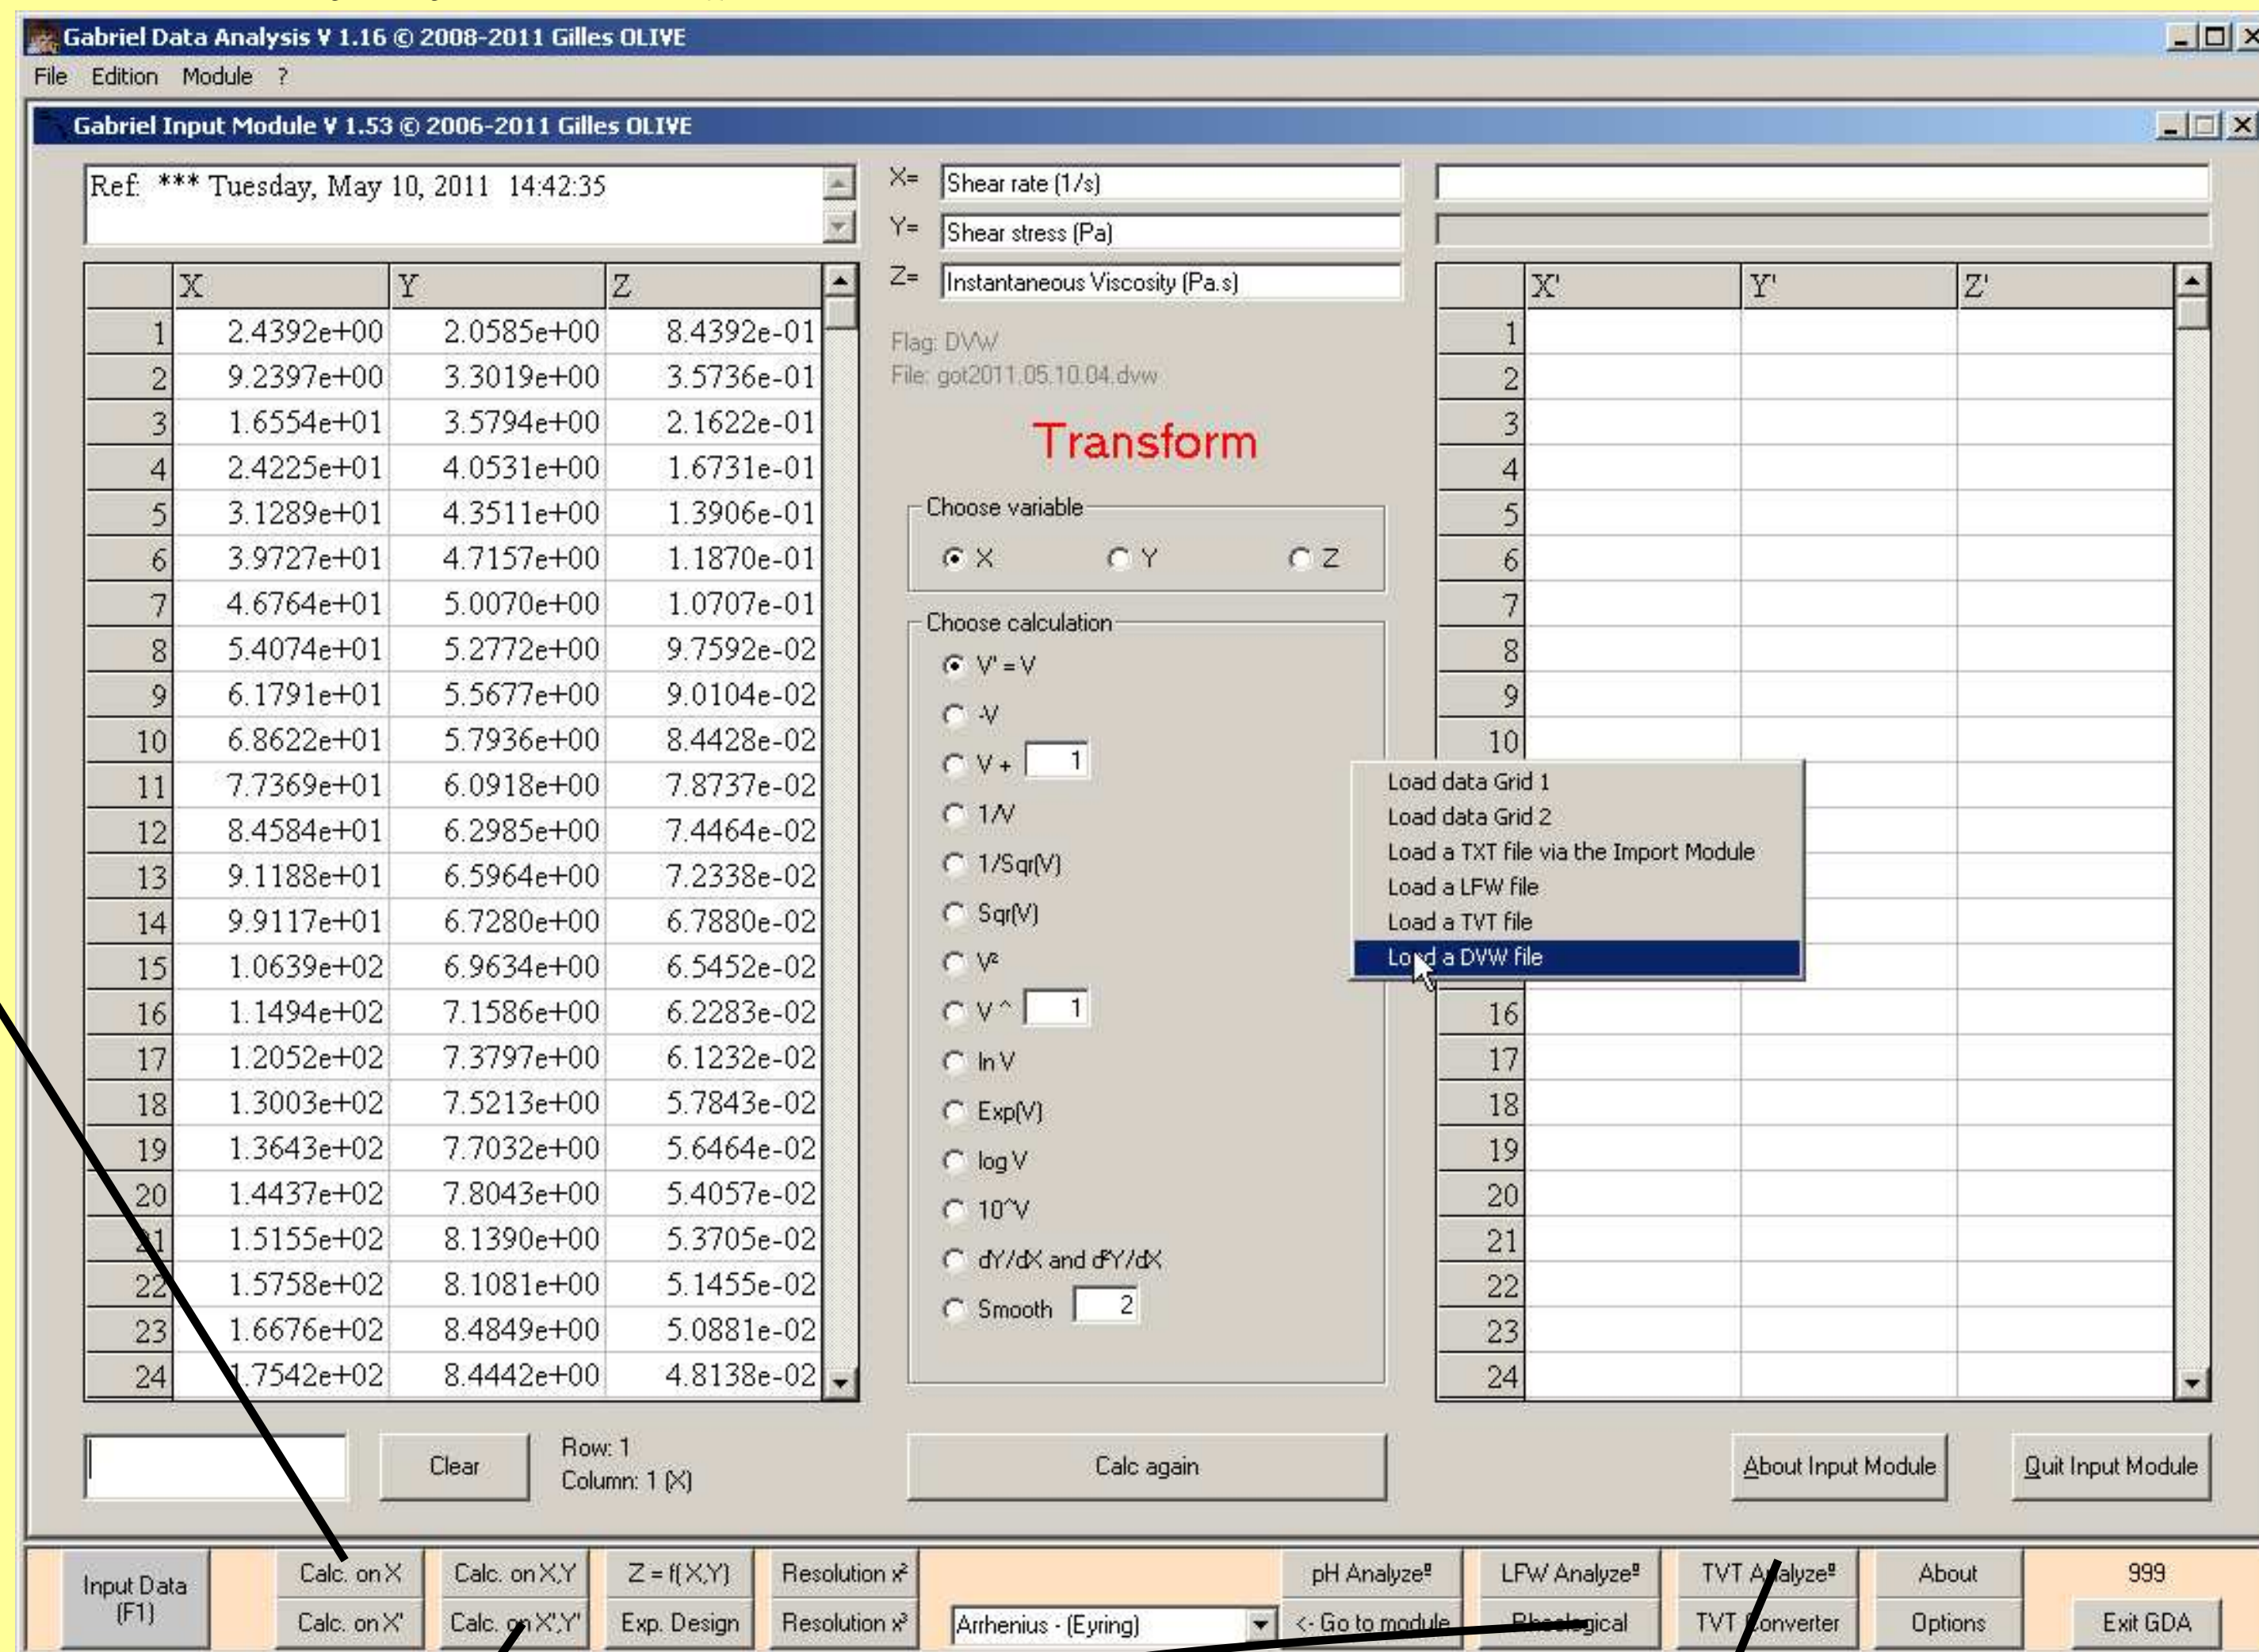 Gabriel Data Analysis V 1.16 © 2008-2011 Gilles OLIVE
File Edition Module ?
Gabriel Input Module V 1.53 © 2006-2011 Gilles OLIVE
Ref: *** Tuesday, May 10, 2011 14:42:35
X= Shear rate (1/s)
Y= Shear stress (Pa)
Z= Instantaneous Viscosity (Pa.s)
X Y Z
1 2.4392e+00 2.0585e+00 8.4392e-01
2 9.2397e+00 3.3019e+00 3.5736e-01
3 1.6554e+01 3.5794e+00 2.1622e-01
4 2.4225e+01 4.0531e+00 1.6731e-01
5 3.1289e+01 4.3511e+00 1.3906e-01
6 3.9727e+01 4.7157e+00 1.1870e-01
7 4.6764e+01 5.0070e+00 1.0707e-01
8 5.4074e+01 5.2772e+00 9.7592e-02
9 6.1791e+01 5.5677e+00 9.0104e-02
10 6.8622e+01 5.7936e+00 8.4428e-02
11 7.7369e+01 6.0918e+00 7.8737e-02
12 8.4584e+01 6.2985e+00 7.4464e-02
13 9.1188e+01 6.5964e+00 7.2338e-02
14 9.9117e+01 6.7280e+00 6.7880e-02
15 1.0639e+02 6.9634e+00 6.5452e-02
16 1.1494e+02 7.1586e+00 6.2283e-02
17 1.2052e+02 7.3797e+00 6.1232e-02
18 1.3003e+02 7.5213e+00 5.7843e-02
19 1.3643e+02 7.7032e+00 5.6464e-02
20 1.4437e+02 7.8043e+00 5.4057e-02
21 1.5155e+02 8.1390e+00 5.3705e-02
22 1.5758e+02 8.1081e+00 5.1455e-02
23 1.6676e+02 8.4849e+00 5.0881e-02
24 1.7542e+02 8.4442e+00 4.8138e-02
Flag: DVW
File: got2011.05.10.04.dvw
Transform
Choose variable
X Y Z
Choose calculation
V' = V
-V
V + 1
1/V
1/Sqr(V)
Sqr(V)
V²
V ^ 1
ln V
Exp(V)
log V
10^V
dY/dX and d²Y/dX
Smooth 2
X' Y' Z'
1
2
3
4
5
6
7
8
9
10
Load data Grid 1
Load data Grid 2
Load a TXT file via the Import Module
Load a LFW file
Load a TVT file
Load a DVW file
16
17
18
19
20
21
22
23
24
Clear
Row: 1
Column: 1 (X)
Calc again
About Input Module
Quit Input Module
Input Data
(F1)
Calc. on X Calc. on X,Y Z = f(X,Y) Resolution x² pH Analyze² LFW Analyze² TVT Analyze² About 999
Calc. on X' Calc. on X',Y' Exp. Design Resolution x³ Arrhenius - (Eyring) <- Go to module Rheological TVT Converter Options Exit GDA